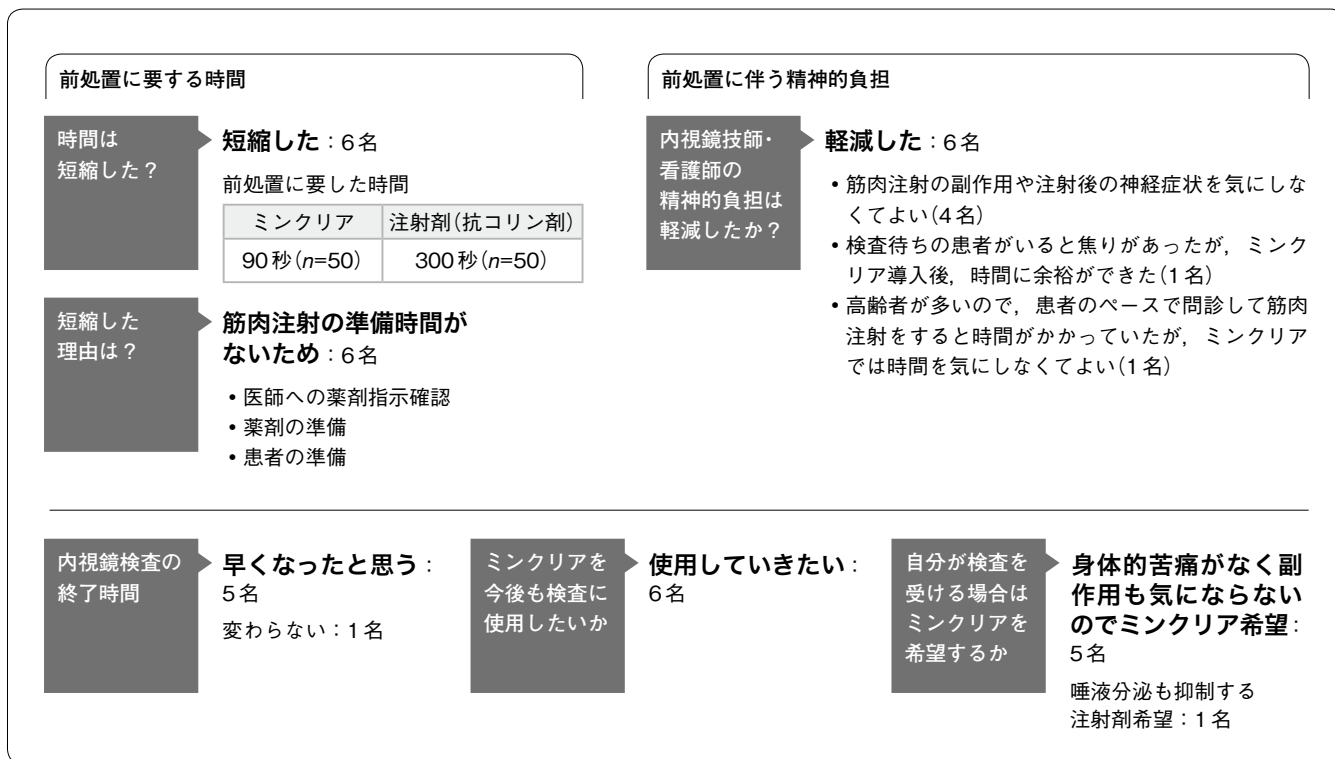 前処置に要する時間
時間は
短縮した？
短縮した：6名
前処置に要した時間
ミンクリア 注射剤（抗コリン剤）
90秒（n=50） 300秒（n=50）
短縮した
理由は？
筋肉注射の準備時間が
ないため：6名
• 医師への薬剤指示確認
• 薬剤の準備
• 患者の準備
前処置に伴う精神的負担
内視鏡技師・
看護師の
精神的負担は
軽減したか？
軽減した：6名
• 筋肉注射の副作用や注射後の神経症状を気にしな
くてよい（4名）
• 検査待ちの患者がいると焦りがあったが，ミンク
リア導入後，時間に余裕ができた（1名）
• 高齢者が多いので，患者のペースで問診して筋肉
注射をすると時間がかかっていたが，ミンクリア
では時間を気にしなくてよい（1名）
内視鏡検査の
終了時間
早くなったと思う：
5名
変わらない：1名
ミンクリアを
今後も検査に
使用したいか
使用していきたい：
6名
自分が検査を
受ける場合は
ミンクリアを
希望するか
身体的苦痛がなく副
作用も気にならない
のでミンクリア希望：
5名
唾液分泌も抑制する
注射剤希望：1名